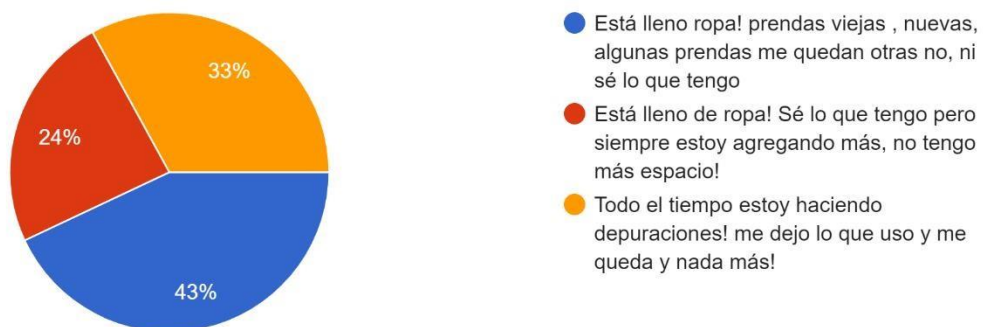 33%
24%
43%
Está lleno ropa! prendas viejas , nuevas,
algunas prendas me quedan otras no, ni
sé lo que tengo
Está lleno de ropa! Sé lo que tengo pero
siempre estoy agregando más, no tengo
más espacio!
Todo el tiempo estoy haciendo
depuraciones! me dejo lo que uso y me
queda y nada más!